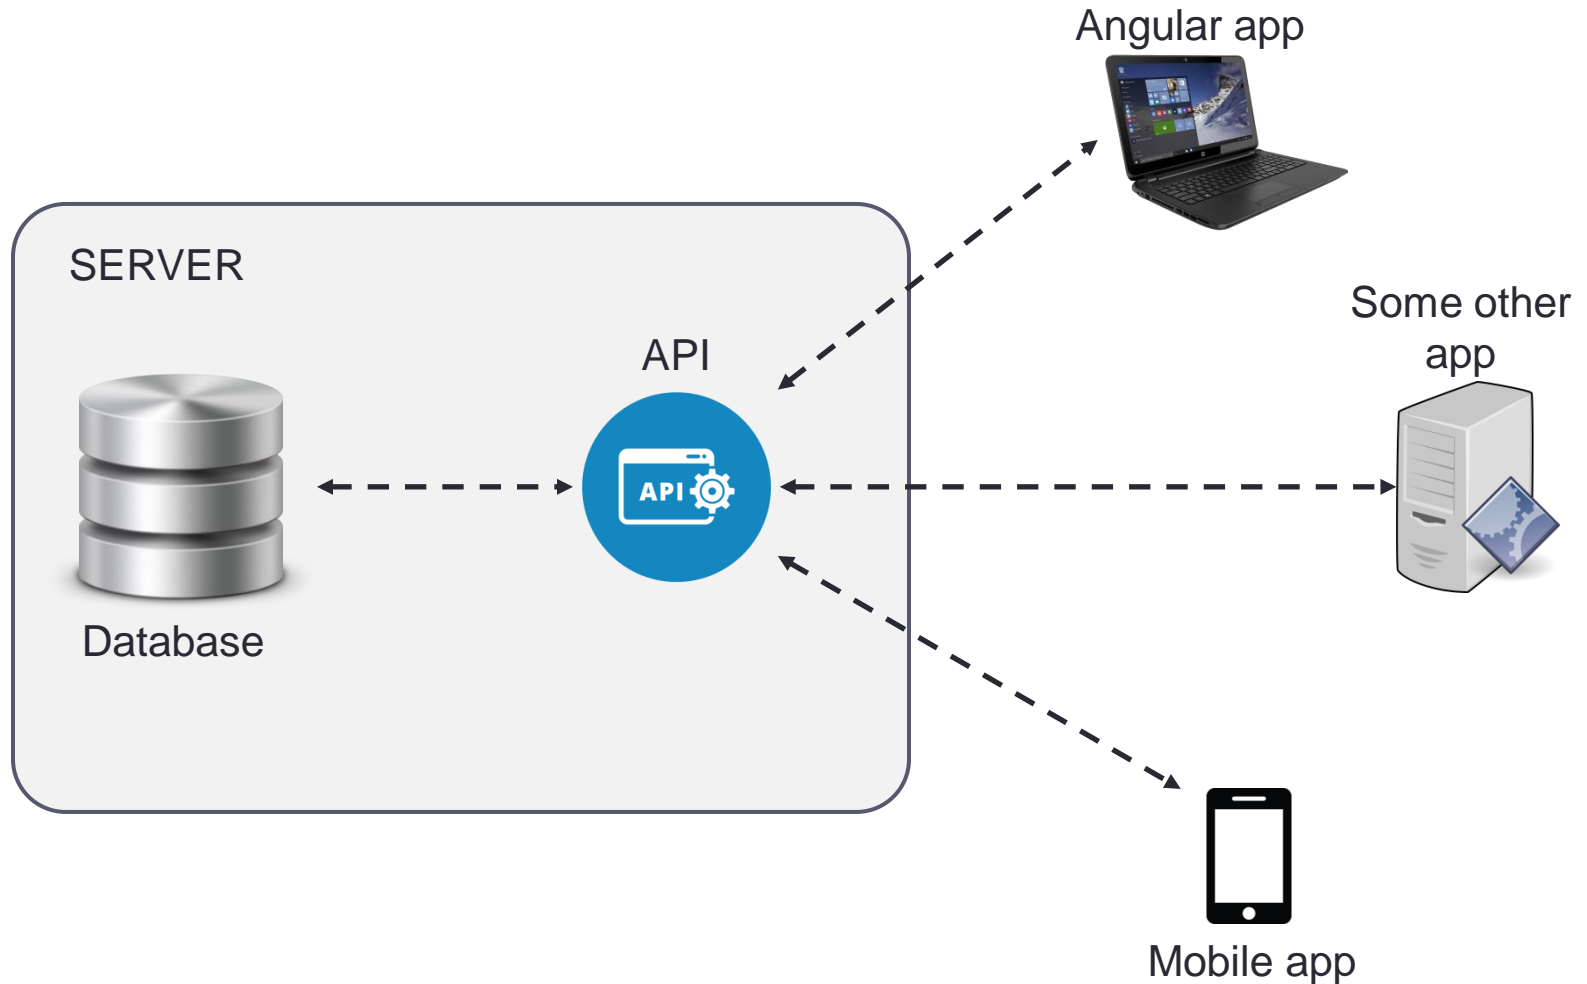 Angular app
SERVER
Some other
app
API
API
Database
Mobile app